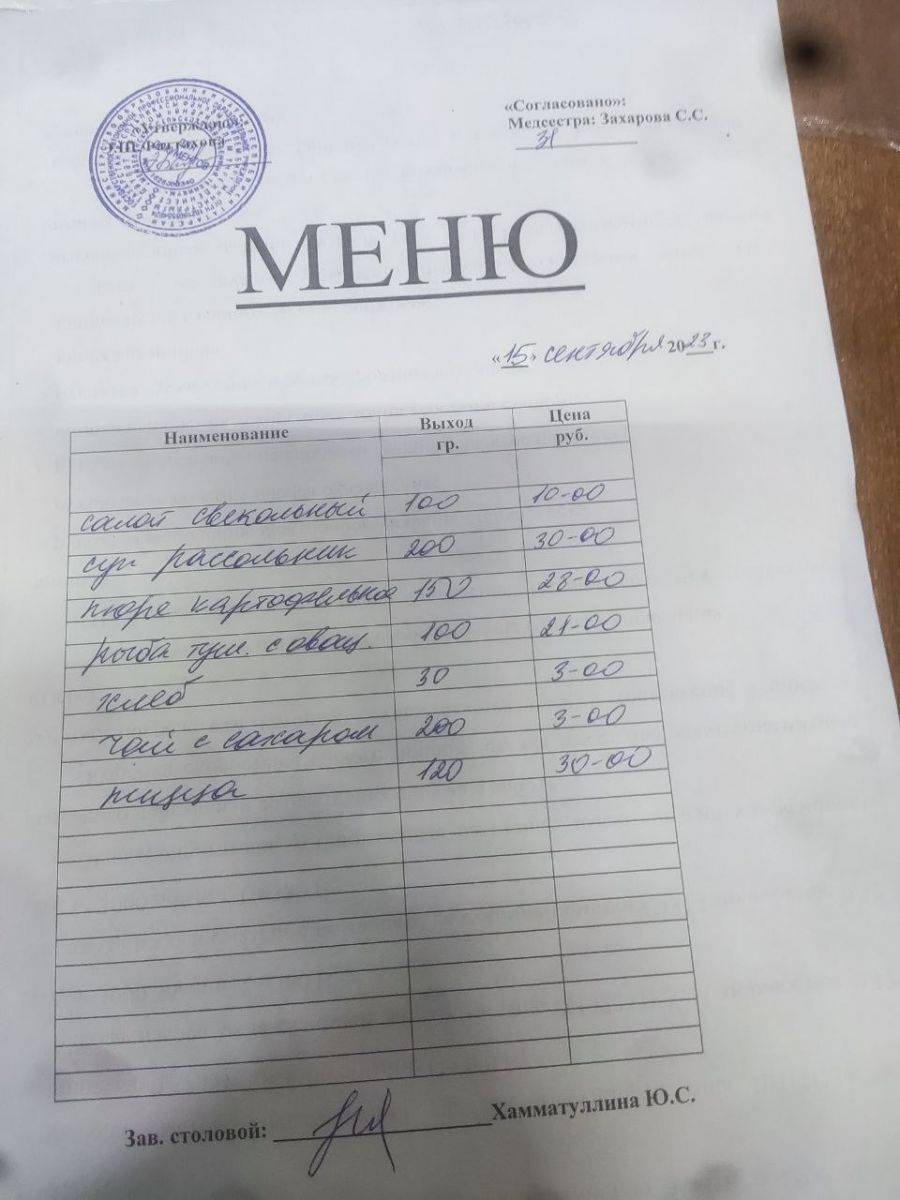 «Утверждаю»
«Согласовано»:
Медсестра: Захарова С.С.
МЕНЮ
«15» сентября 2023 г.
Наименование Выход гр. Цена руб.
салат свекольный 100 10-00
суп рассольник 200 30-00
пюре картофельное 150 28-00
рыба туш. с овощ. 100 21-00
хлеб 30 3-00
чай с сахаром 200 3-00
пицца 120 30-00
Зав. столовой: Хамматуллина Ю.С.